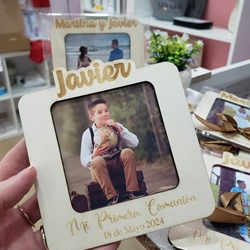 Martina y Javier
Javier
Mi Primera Comunión
18 de Mayo 2024